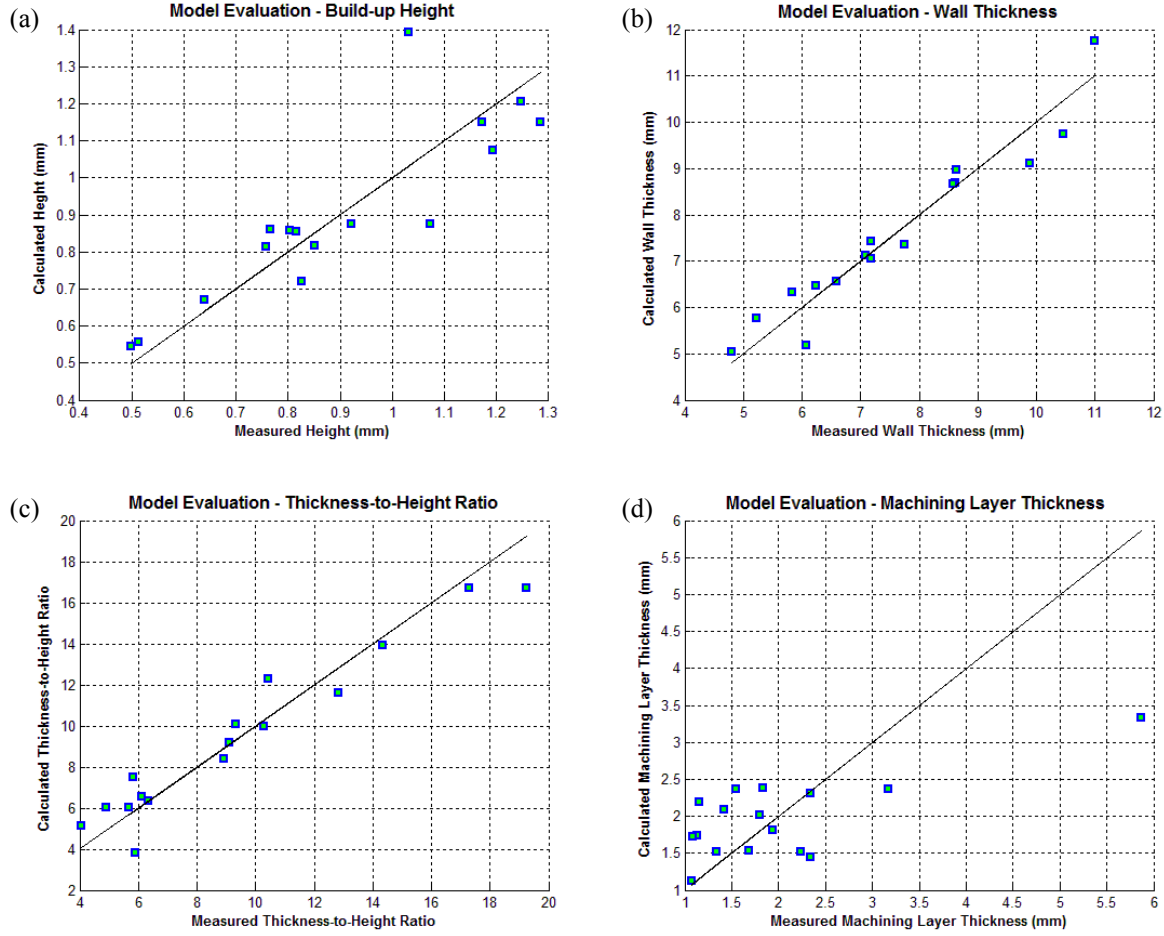 (a)
Model Evaluation - Build-up Height
Calculated Height (mm)
1.4
1.3
1.2
1.1
1
0.9
0.8
0.7
0.6
0.5
0.4
0.4 0.5 0.6 0.7 0.8 0.9 1 1.1 1.2 1.3
Measured Height (mm)
(b)
Model Evaluation - Wall Thickness
Calculated Wall Thickness (mm)
12
11
10
9
8
7
6
5
4
4 5 6 7 8 9 10 11 12
Measured Wall Thickness (mm)
(c)
Model Evaluation - Thickness-to-Height Ratio
Calculated Thickness-to-Height Ratio
20
18
16
14
12
10
8
6
4
2
4 6 8 10 12 14 16 18 20
Measured Thickness-to-Height Ratio
(d)
Model Evaluation - Machining Layer Thickness
Calculated Machining Layer Thickness (mm)
6
5.5
5
4.5
4
3.5
3
2.5
2
1.5
1
1 1.5 2 2.5 3 3.5 4 4.5 5 5.5 6
Measured Machining Layer Thickness (mm)